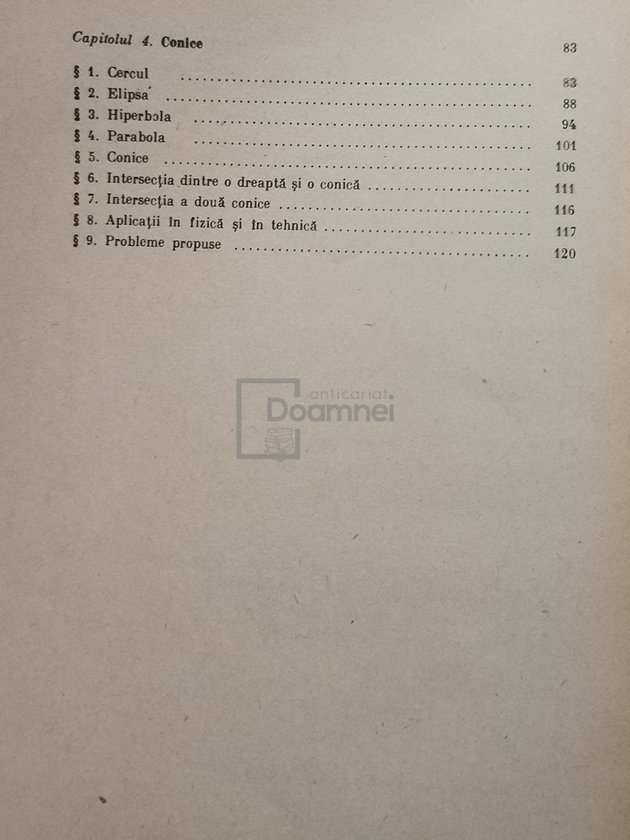 Capitolul 4. Conice 83
§ 1. Cercul .................................................. 83
§ 2. Elipsa .................................................. 88
§ 3. Hiperbola .............................................. 94
§ 4. Parabola ............................................... 101
§ 5. Conice .................................................. 106
§ 6. Intersecția dintre o dreaptă și o conică ...................... 111
§ 7. Intersecția a două conice .................................. 116
§ 8. Aplicații în fizică și în tehnică ............................. 117
§ 9. Probleme propuse ........................................ 120
anticariat
Doamnei